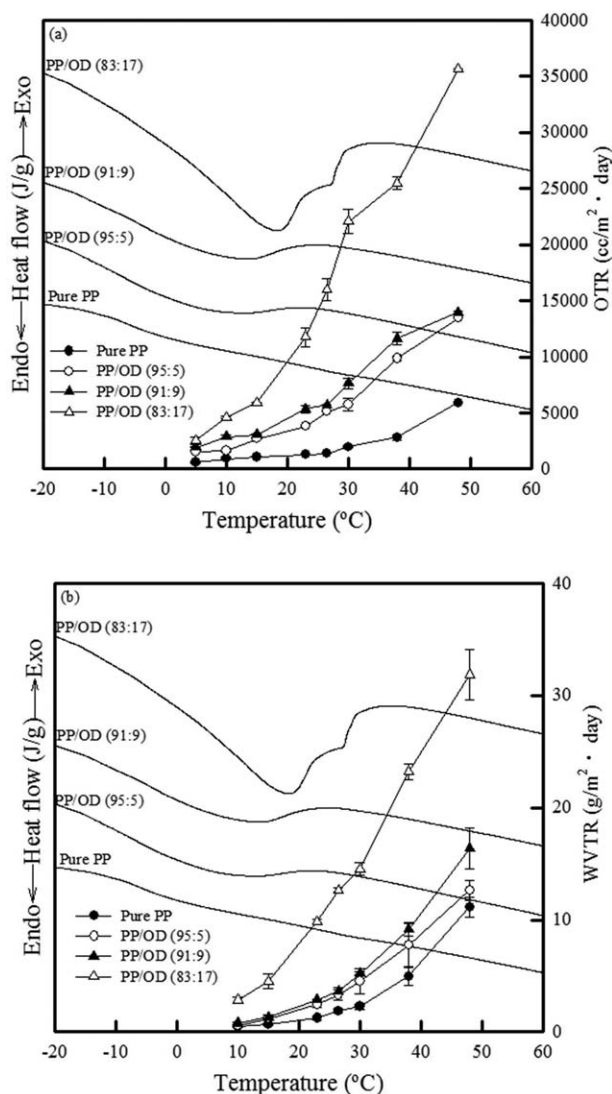 (a)
PP/OD (83:17)
PP/OD (91:9)
PP/OD (95:5)
Pure PP
Endo←—Heat flow (J/g)—→Exo
Pure PP
PP/OD (95:5)
PP/OD (91:9)
PP/OD (83:17)
40000
35000
30000
25000
20000
15000
10000
5000
0
OTR (cc/m² · day)
-20 -10 0 10 20 30 40 50 60
Temperature (°C)
(b)
PP/OD (83:17)
PP/OD (91:9)
PP/OD (95:5)
Pure PP
Endo←—Heat flow (J/g)—→Exo
Pure PP
PP/OD (95:5)
PP/OD (91:9)
PP/OD (83:17)
40
30
20
10
0
WVTR (g/m² · day)
-20 -10 0 10 20 30 40 50 60
Temperature (°C)